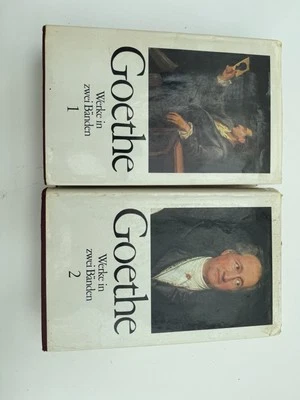 Goethe
Werke in
zwei Bänden
1
Goethe
Werke in
zwei Bänden
2